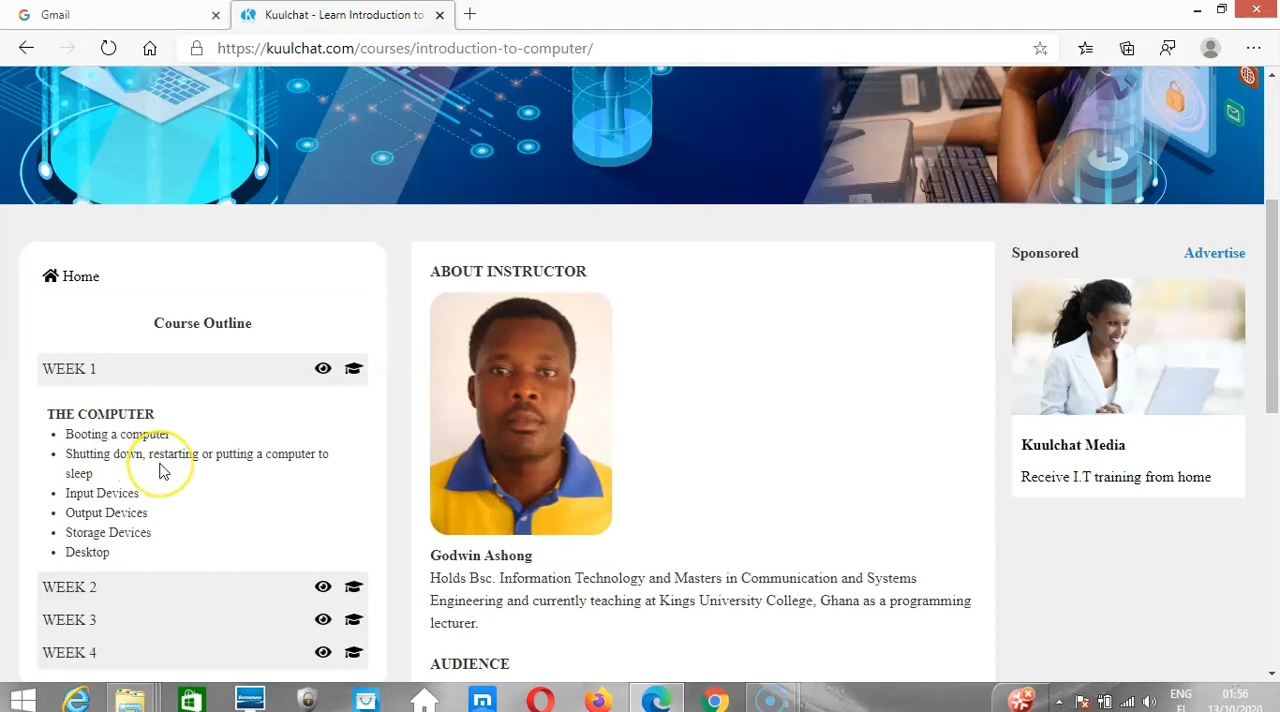 Gmail
Kuulchat - Learn Introduction to
https://kuulchat.com/courses/introduction-to-computer/
Home
Course Outline
WEEK 1
THE COMPUTER
Booting a computer
Shutting down, restarting or putting a computer to
sleep
Input Devices
Output Devices
Storage Devices
Desktop
WEEK 2
WEEK 3
WEEK 4
ABOUT INSTRUCTOR
Godwin Ashong
Holds Bsc. Information Technology and Masters in Communication and Systems
Engineering and currently teaching at Kings University College, Ghana as a programming
lecturer.
AUDIENCE
Sponsored
Advertise
Kuulchat Media
Receive I.T training from home
lenovo
ENG
01:56
13/10/2020